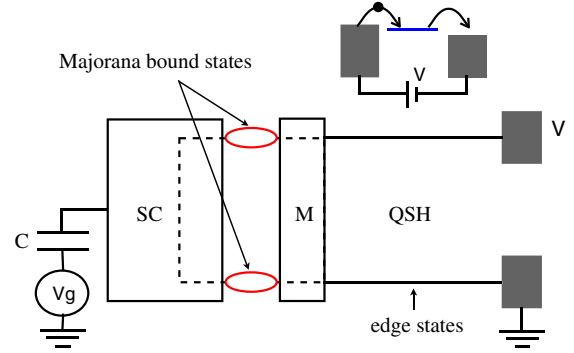 V
Majorana bound states
V
SC
M
QSH
C
Vg
edge states